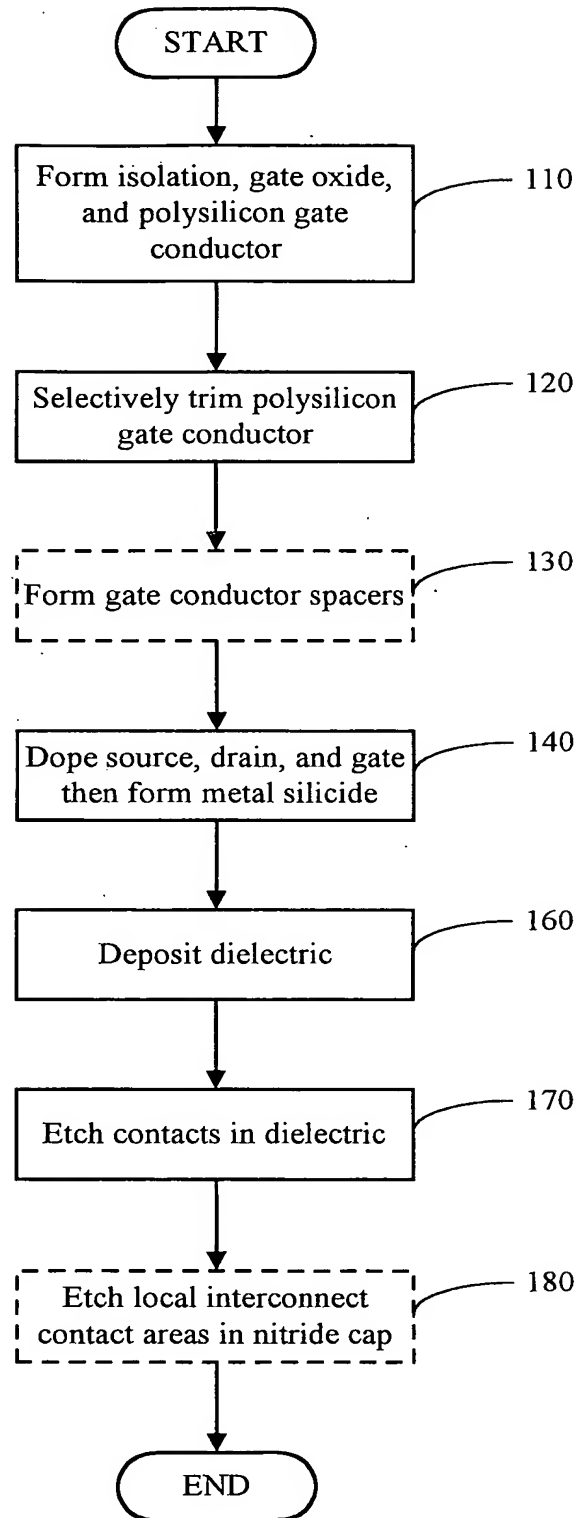 START
Form isolation, gate oxide,
and polysilicon gate
conductor
110
Selectively trim polysilicon
gate conductor
120
Form gate conductor spacers
130
Dope source, drain, and gate
then form metal silicide
140
Deposit dielectric
160
Etch contacts in dielectric
170
Etch local interconnect
contact areas in nitride cap
180
END